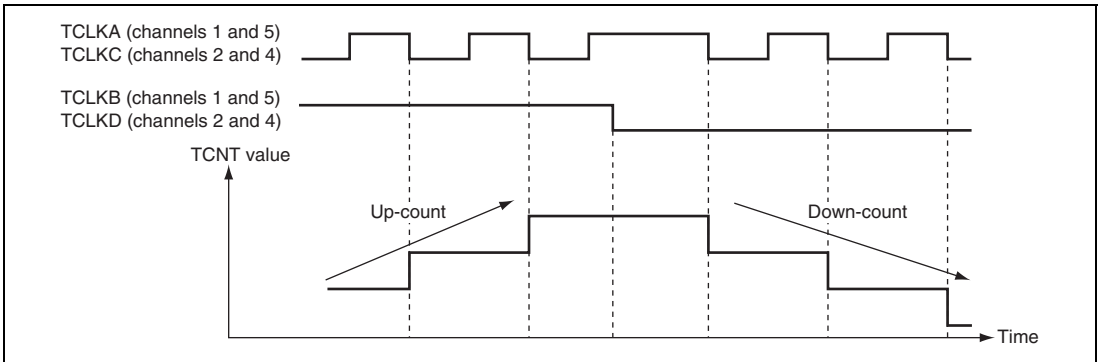 TCLKA (channels 1 and 5)
TCLKC (channels 2 and 4)
TCLKB (channels 1 and 5)
TCLKD (channels 2 and 4)
TCNT value
Up-count
Down-count
Time